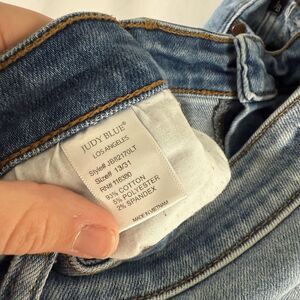 JUDY BLUE®
LOS ANGELES
Style# JB82170LT
Size# 13/31
RN# 116380
93% COTTON
5% POLYESTER
2% SPANDEX
MADE IN VIETNAM